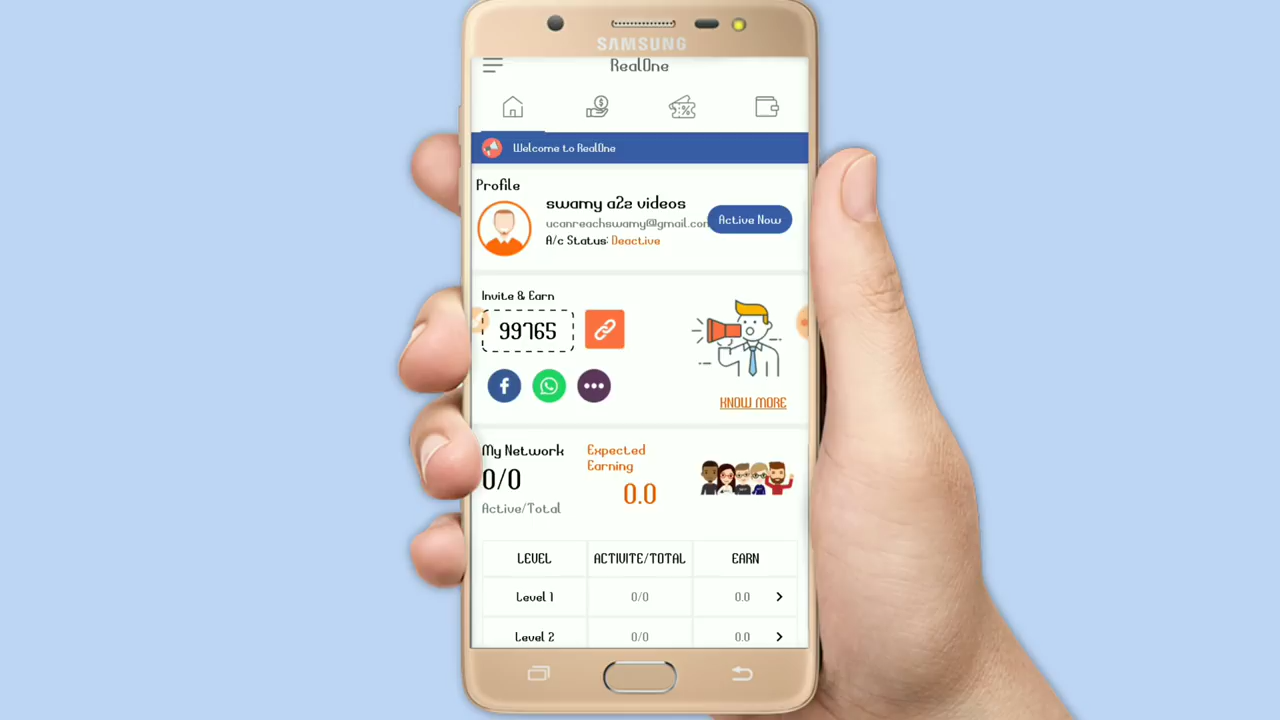 SAMSUNG
RealOne
Welcome to RealOne
Profile
swamy a2z videos
ucanreachswamy@gmail.com
Active Now
A/c Status: Deactive
Invite & Earn
99765
KNOW MORE
My Network
Expected
Earning
0/0
0.0
Active/Total
LEVEL ACTIVITE/TOTAL EARN
Level 1 0/0 0.0
Level 2 0/0 0.0